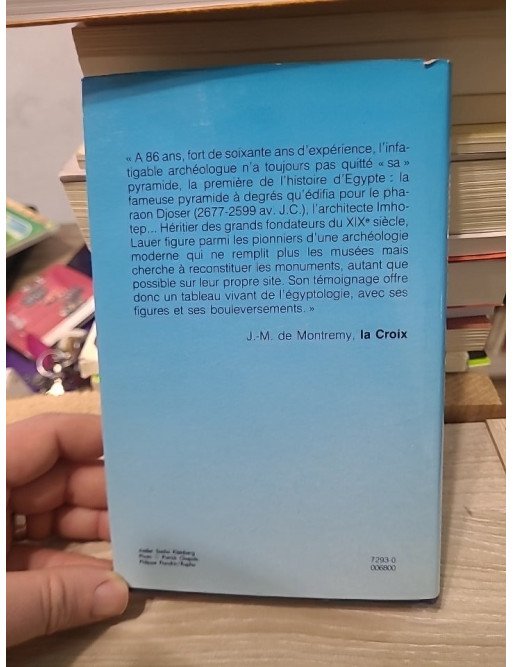 « A 86 ans, fort de soixante ans d'expérience, l'infa-
tigable archéologue n'a toujours pas quitté « sa »
pyramide, la première de l'histoire d'Egypte : la
fameuse pyramide à degrés qu'édifia pour le pha-
raon Djoser (2677-2599 av. J.C.), l'architecte Imho-
tep... Héritier des grands fondateurs du XIXe siècle,
Lauer figure parmi les pionniers d'une archéologie
moderne qui ne remplit plus les musées mais
cherche à reconstituer les monuments, autant que
possible sur leur propre site. Son témoignage offre
donc un tableau vivant de l'égyptologie, avec ses
figures et ses bouleversements. »
J.-M. de Montremy, la Croix
7293 0
006800